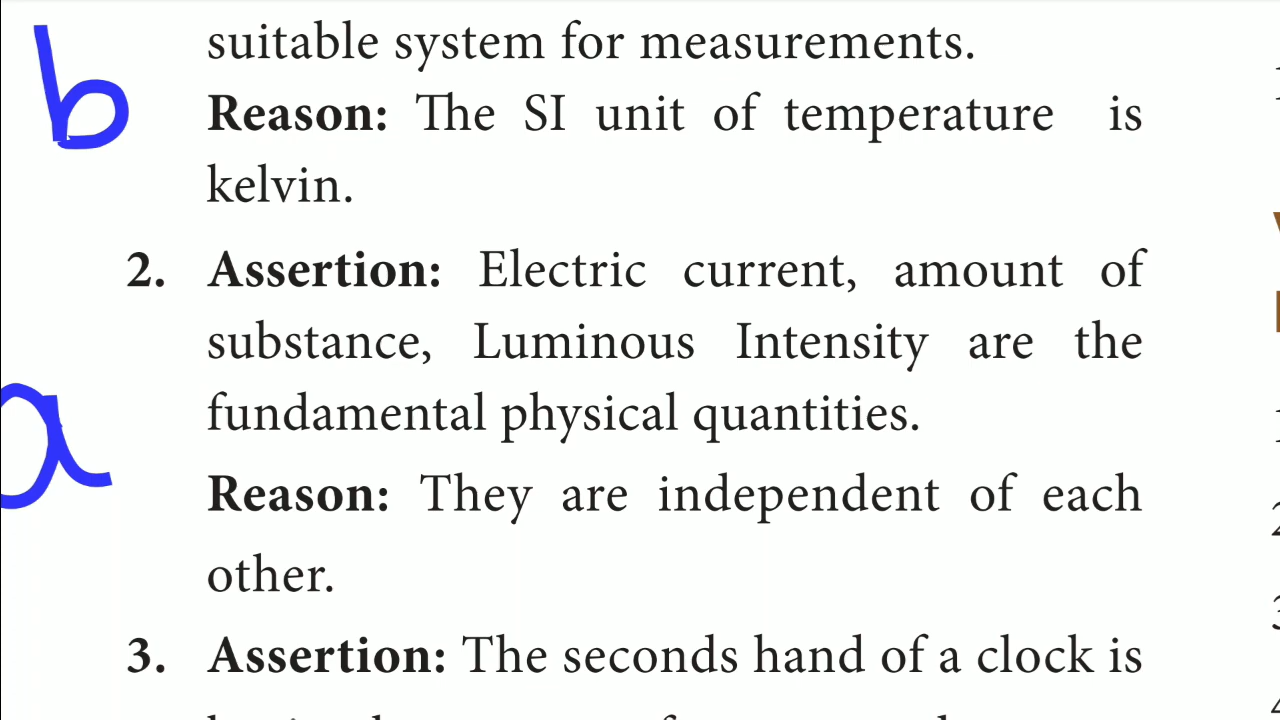 suitable system for measurements.
b
Reason: The SI unit of temperature is
kelvin.
2. Assertion: Electric current, amount of
substance, Luminous Intensity are the
fundamental physical quantities.
a
Reason: They are independent of each
other.
3. Assertion: The seconds hand of a clock is